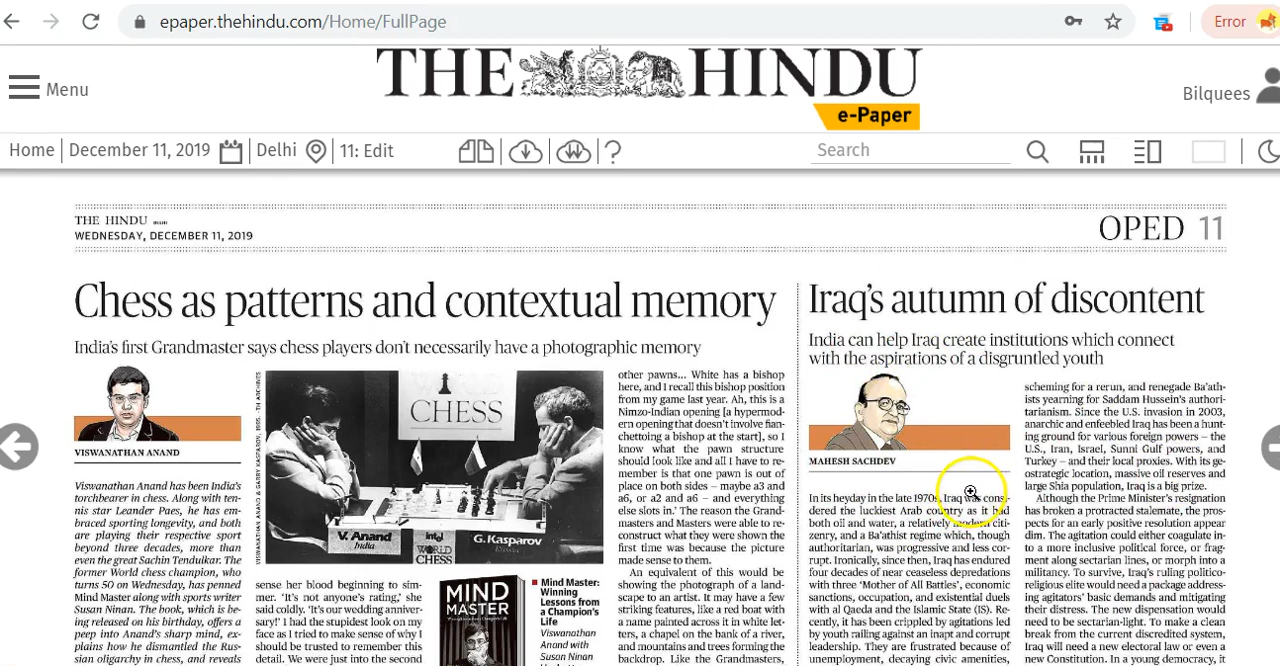 epaper.thehindu.com/Home/FullPage
Error
THE HINDU
e-Paper
Menu
Bilquees
Home
December 11, 2019
Delhi
11: Edit
Search
THE HINDU
WEDNESDAY, DECEMBER 11, 2019
OPED 11
Chess as patterns and contextual memory
India's first Grandmaster says chess players don't necessarily have a photographic memory
VISWANATHAN ANAND
Viswanathan Anand has been India's
torchbearer in chess. Along with ten-
nis star Leander Paes, he has em-
braced sporting longevity, and both
are playing their respective sport
beyond three decades, more than
even the great Sachin Tendulkar. The
former World chess champion, who
turns 50 on Wednesday, has penned
Mind Master along with sports writer
Susan Ninan. The book, which is be-
ing released on his birthday, offers a
peep into Anand's sharp mind, ex-
plains how he dismantled the Rus-
sian oligarchy in chess, and reveals
VISWANATHAN ANAND & GARRY KASPAROV, 1995. - TH ARCHIVES
CHESS
V. Anand
India
Intel
WORLD
CHESS
G.Kasparov
sense her blood beginning to sim-
mer. 'It's not anyone's rating,' she
said coldly. 'It's our wedding anniver-
sary!' I had the stupidest look on my
face as I tried to make sense of why I
should be trusted to remember this
detail. We were just into the second
MIND
MASTER
Mind Master:
Winning
Lessons from
a Champion's
Life
Viswanathan
Anand with
Susan Ninan
other pawns... White has a bishop
here, and I recall this bishop position
from my game last year. Ah, this is a
Nimzo-Indian opening [a hypermod-
ern opening that doesn't involve fian-
chettoing a bishop at the start], so I
know what the pawn structure
should look like and all I have to re-
member is that one pawn is out of
place on both sides – maybe a3 and
a6, or a2 and a6 – and everything
else slots in.' The reason the Grand-
masters and Masters were able to re-
construct what they were shown the
first time was because the picture
made sense to them.
An equivalent of this would be
showing the photograph of a land-
scape to an artist. It may have a few
striking features, like a red boat with
a name painted across it in white let-
ters, a chapel on the bank of a river,
and mountains and trees forming the
backdrop. Like the Grandmasters,
Iraq's autumn of discontent
India can help Iraq create institutions which connect
with the aspirations of a disgruntled youth
MAHESH SACHDEV
In its heyday in the late 1970s, Iraq was consi-
dered the luckiest Arab country as it had
both oil and water, a relatively modern citi-
zenry, and a Ba'athist regime which, though
authoritarian, was progressive and less cor-
rupt. Ironically, since then, Iraq has endured
four decades of near ceaseless depredations
with three 'Mother of All Battles', economic
sanctions, occupation, and existential duels
with al Qaeda and the Islamic State (IS). Re-
cently, it has been crippled by agitations led
by youth railing against an inapt and corrupt
leadership. They are frustrated because of
unemployment, decaying civic amenities,
scheming for a rerun, and renegade Ba'ath-
ists yearning for Saddam Hussein's authori-
tarianism. Since the U.S. invasion in 2003,
anarchic and enfeebled Iraq has been a hunt-
ing ground for various foreign powers – the
U.S., Iran, Israel, Sunni Gulf powers, and
Turkey – and their local proxies. With its ge-
ostrategic location, massive oil reserves and
large Shia population, Iraq is a big prize.
Although the Prime Minister's resignation
has broken a protracted stalemate, the pros-
pects for an early positive resolution appear
dim. The agitation could either coagulate in-
to a more inclusive political force, or frag-
ment along sectarian lines, or morph into a
militancy. To survive, Iraq's ruling politico-
religious elite would need a package address-
ing agitators' basic demands and mitigating
their distress. The new dispensation would
need to be sectarian-light. To make a clean
break from the current discredited system,
Iraq will need a new electoral law or even a
new Constitution. In a young democracy, it